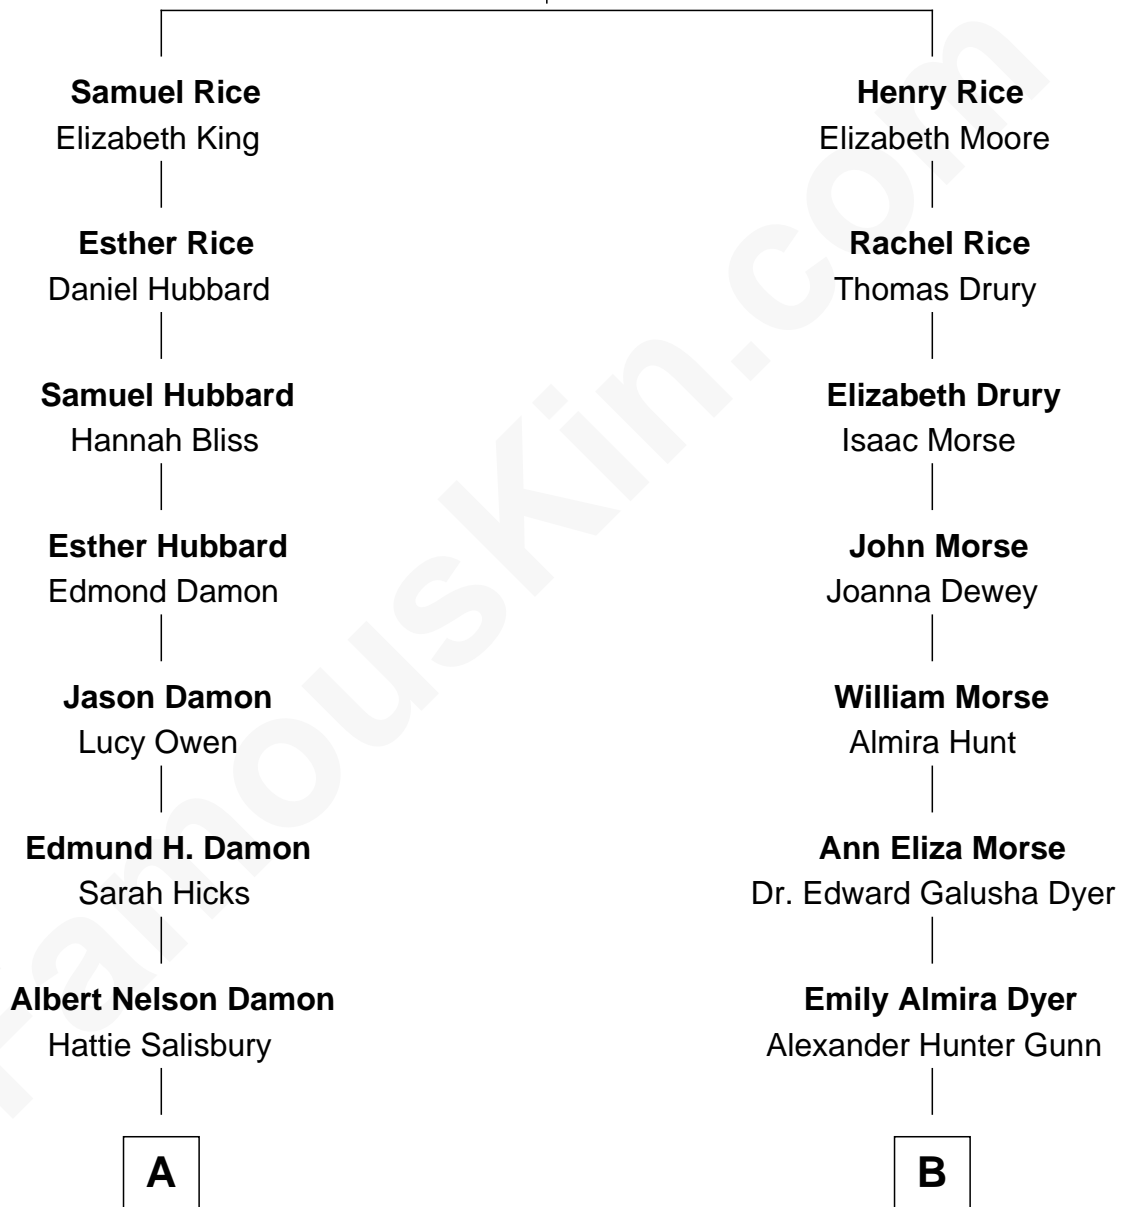 Samuel Rice
Elizabeth King
Henry Rice
Elizabeth Moore
Esther Rice
Daniel Hubbard
Rachel Rice
Thomas Drury
Samuel Hubbard
Hannah Bliss
Elizabeth Drury
Isaac Morse
Esther Hubbard
Edmond Damon
John Morse
Joanna Dewey
Jason Damon
Lucy Owen
William Morse
Almira Hunt
Edmund H. Damon
Sarah Hicks
Ann Eliza Morse
Dr. Edward Galusha Dyer
Albert Nelson Damon
Hattie Salisbury
Emily Almira Dyer
Alexander Hunter Gunn
A
B
FamousKin.com